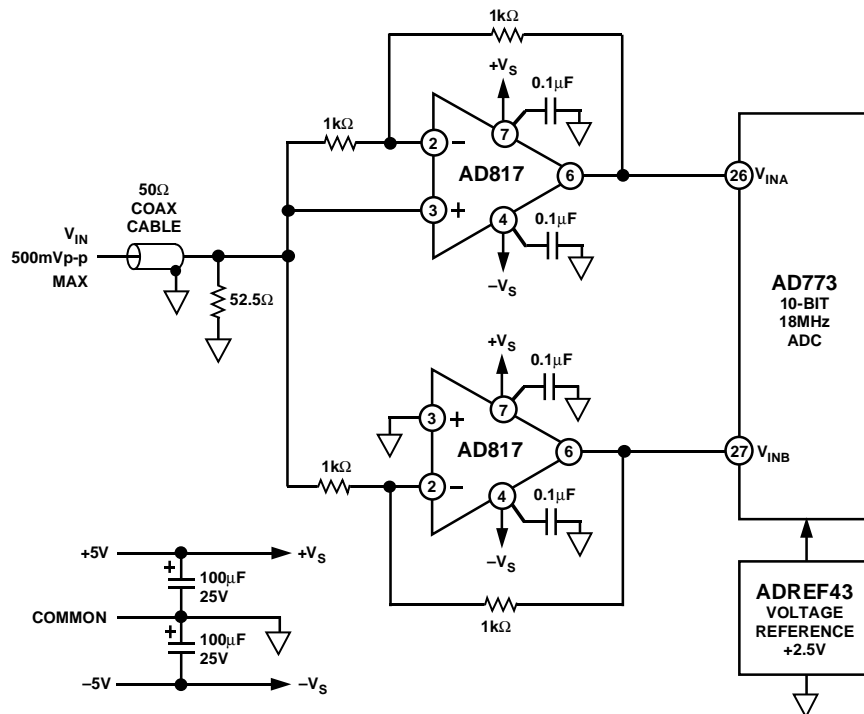 1kΩ
+VS
0.1μF
1kΩ
2
–
7
AD817
6
3
+
4
0.1μF
–VS
50Ω
COAX
CABLE
VIN
500mVp-p
MAX
52.5Ω
26
VINA
AD773
10-BIT
18MHz
ADC
+VS
0.1μF
7
3
+
AD817
6
27
VINB
1kΩ
2
–
4
0.1μF
–VS
1kΩ
+5V
+VS
+
100μF
25V
COMMON
+
100μF
25V
–5V
–VS
ADREF43
VOLTAGE
REFERENCE
+2.5V